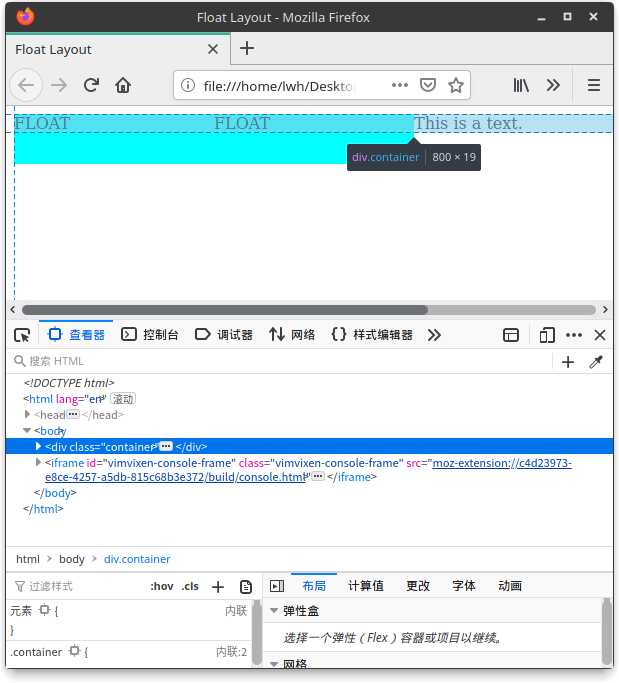 Float Layout - Mozilla Firefox
Float Layout
file:///home/lwh/Deskto
FLOAT FLOAT This is a text.
div.container 800 × 19
查看器 控制台 调试器 网络 样式编辑器
搜索 HTML
<!DOCTYPE html>
<html lang="en" 滚动
<head </head>
<body
<div class="container </div>
<iframe id="vimvixen-console-frame" class="vimvixen-console-frame" src="moz-extension://c4d23973-
e8ce-4257-a5db-815c68b3e372/build/console.html </iframe>
</body>
</html>
html body div.container
过滤样式 :hov .cls 布局 计算值 更改 字体 动画
元素 { 内联 弹性盒
} 选择一个弹性（Flex）容器或项目以继续。
.container { 内联:2 网格